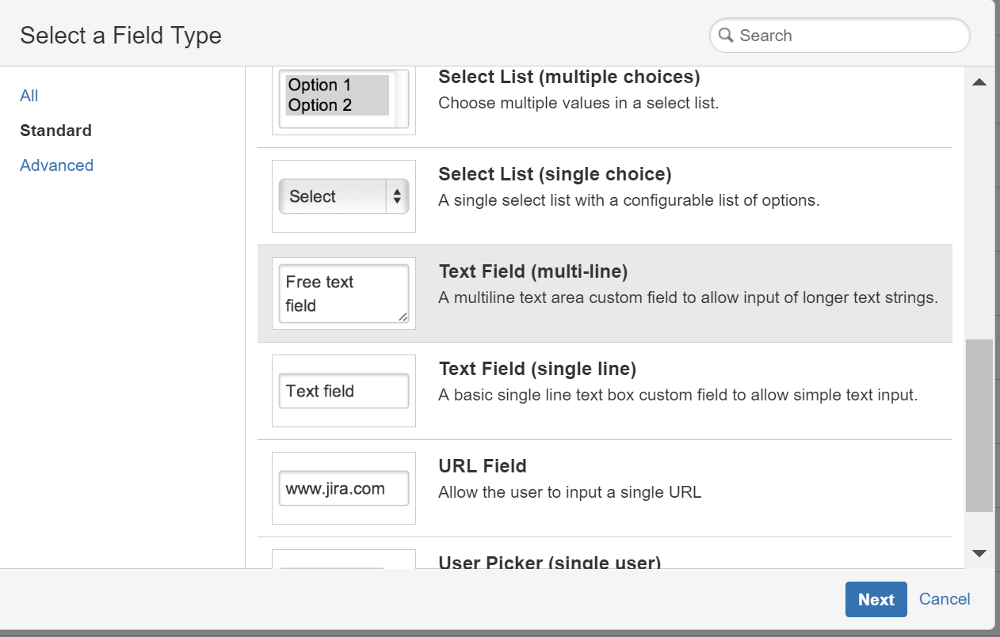 Select a Field Type
Search
All
Standard
Advanced
Option 1
Option 2
Select List (multiple choices)
Choose multiple values in a select list.
Select
Select List (single choice)
A single select list with a configurable list of options.
Free text
field
Text Field (multi-line)
A multiline text area custom field to allow input of longer text strings.
Text field
Text Field (single line)
A basic single line text box custom field to allow simple text input.
www.jira.com
URL Field
Allow the user to input a single URL
User Picker (single user)
Next
Cancel